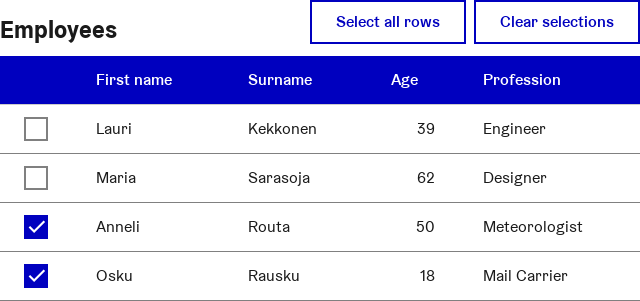 Employees
Select all rows Clear selections
First name Surname Age Profession
Lauri Kekkonen 39 Engineer
Maria Sarasoja 62 Designer
Anneli Routa 50 Meteorologist
Osku Rausku 18 Mail Carrier